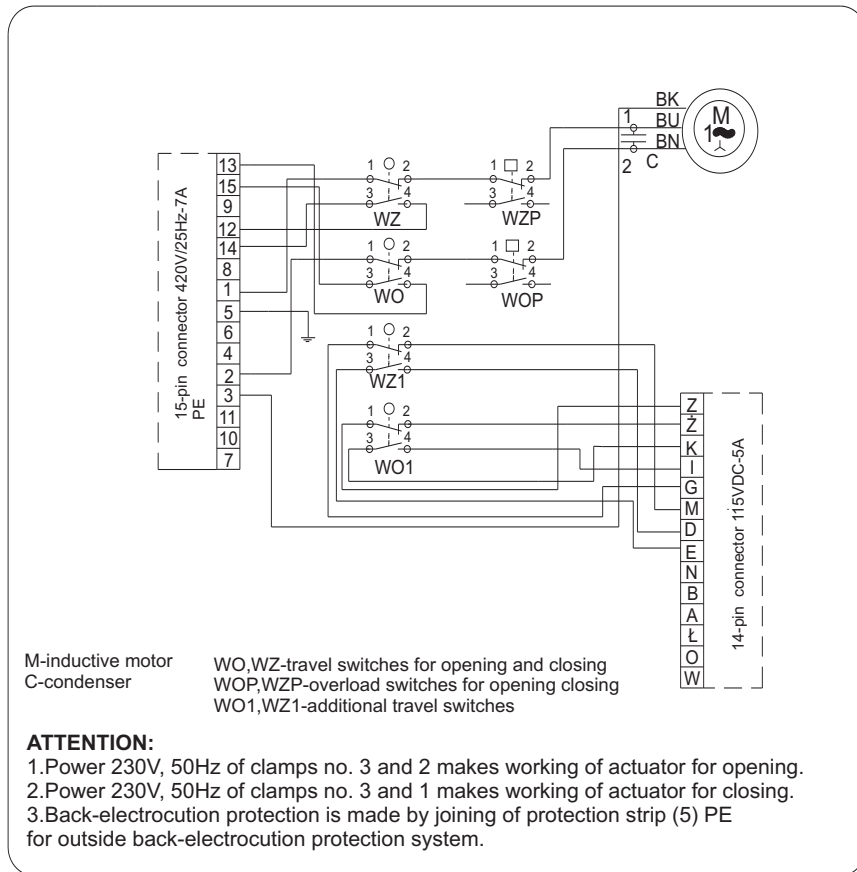 BK
1 BU M
BN 1
2 C
15-pin connector 420V/25Hz-7A
PE
13
15
9
12
14
8
1
5
6
4
2
3
11
10
7
1 2
3 4
WZ
1 2
3 4
WZP
1 2
3 4
WO
1 2
3 4
WOP
1 2
3 4
WZ1
1 2
3 4
WO1
Z
Ż
K
I
G
M
D
E
N
B
A
Ł
O
W
14-pin connector 115VDC-5A
M-inductive motor
C-condenser
WO,WZ-travel switches for opening and closing
WOP,WZP-overload switches for opening closing
WO1,WZ1-additional travel switches
ATTENTION:
1.Power 230V, 50Hz of clamps no. 3 and 2 makes working of actuator for opening.
2.Power 230V, 50Hz of clamps no. 3 and 1 makes working of actuator for closing.
3.Back-electrocution protection is made by joining of protection strip (5) PE
for outside back-electrocution protection system.